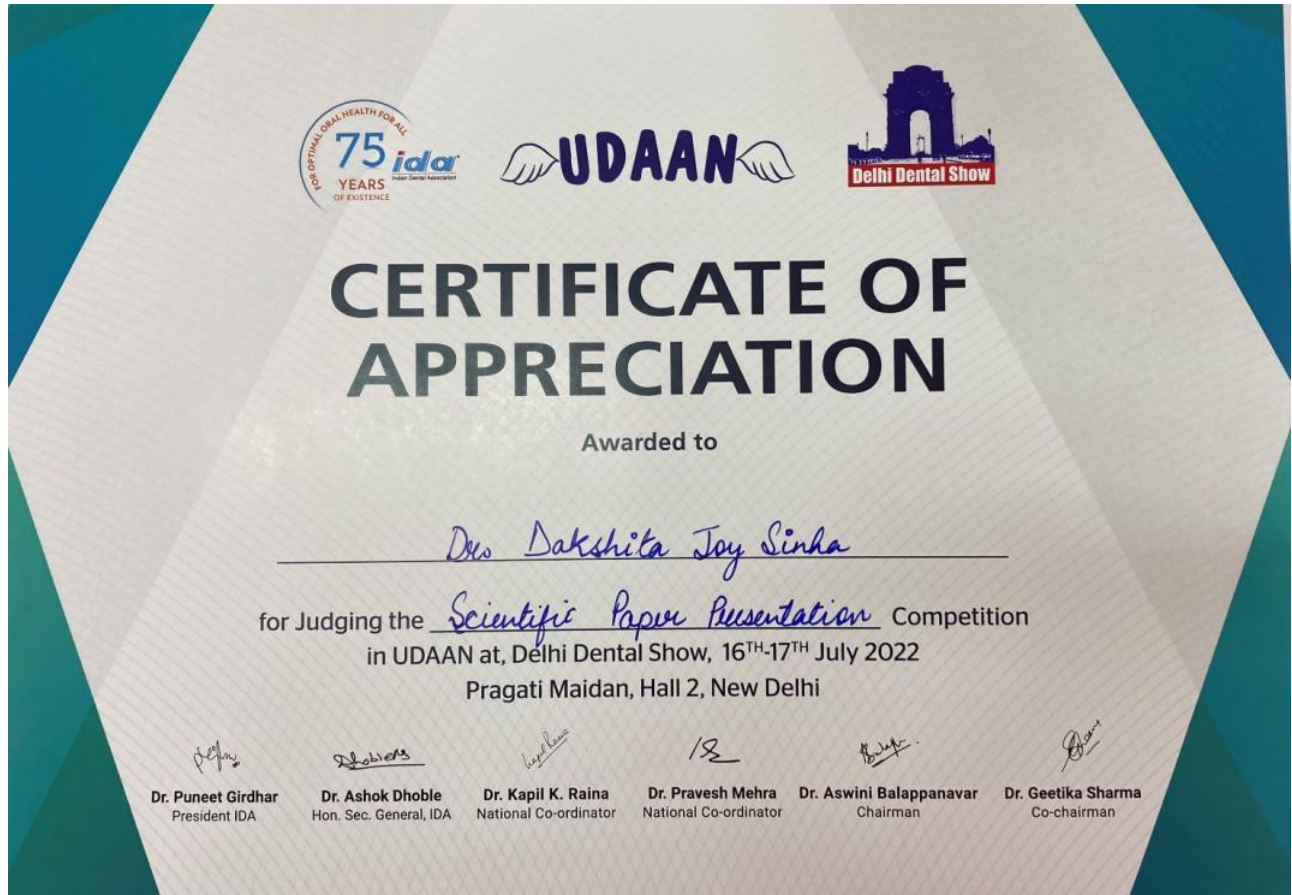 FOR OPTIMAL ORAL HEALTH FOR ALL
75
YEARS
OF EXISTENCE
ida
Indian Dental Association
UDAAN
Delhi Dental Show
CERTIFICATE OF
APPRECIATION
Awarded to
Dr. Dakshita Joy Sinha
for Judging the Scientific Paper Presentation Competition
in UDAAN at, Delhi Dental Show, 16TH-17TH July 2022
Pragati Maidan, Hall 2, New Delhi
Dr. Puneet Girdhar Dr. Ashok Dhoble Dr. Kapil K. Raina Dr. Pravesh Mehra Dr. Aswini Balappanavar Dr. Geetika Sharma
President IDA Hon. Sec. General, IDA National Co-ordinator National Co-ordinator Chairman Co-chairman